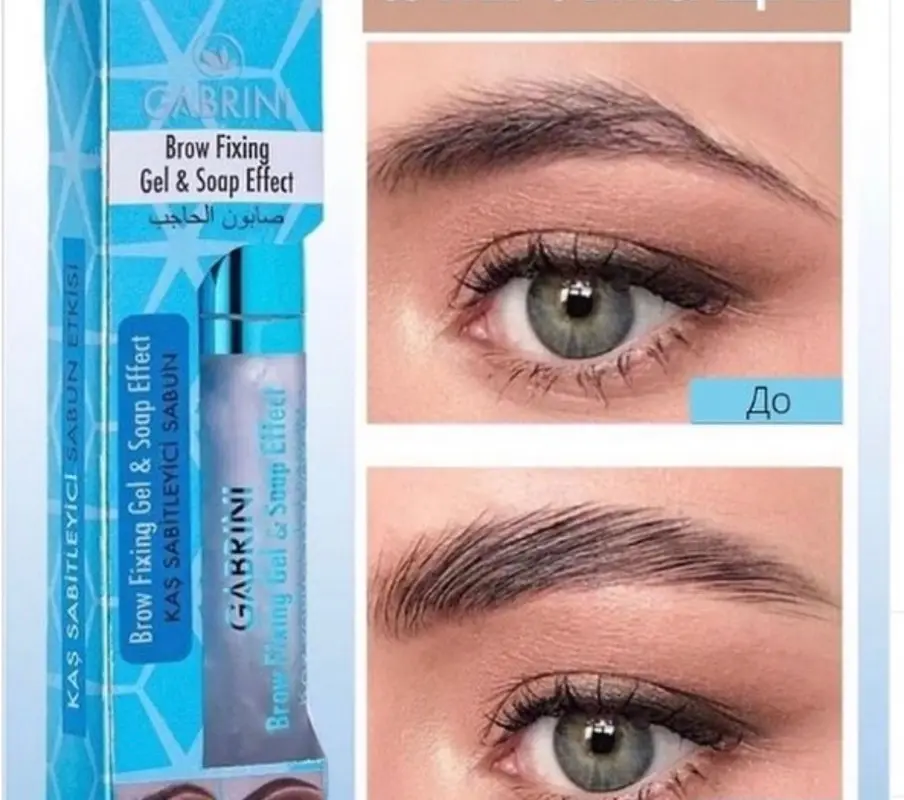 GABRINI
Brow Fixing
Gel & Soap Effect
صابون الحاجب
KAŞ SABİTLEYİCİ SABUN ETKİSİ
Brow Fixing Gel & Soap Effect
KAŞ SABİTLEYİCİ SABUN
GABRINI
Brow Fixing Gel & Soap Effect
До